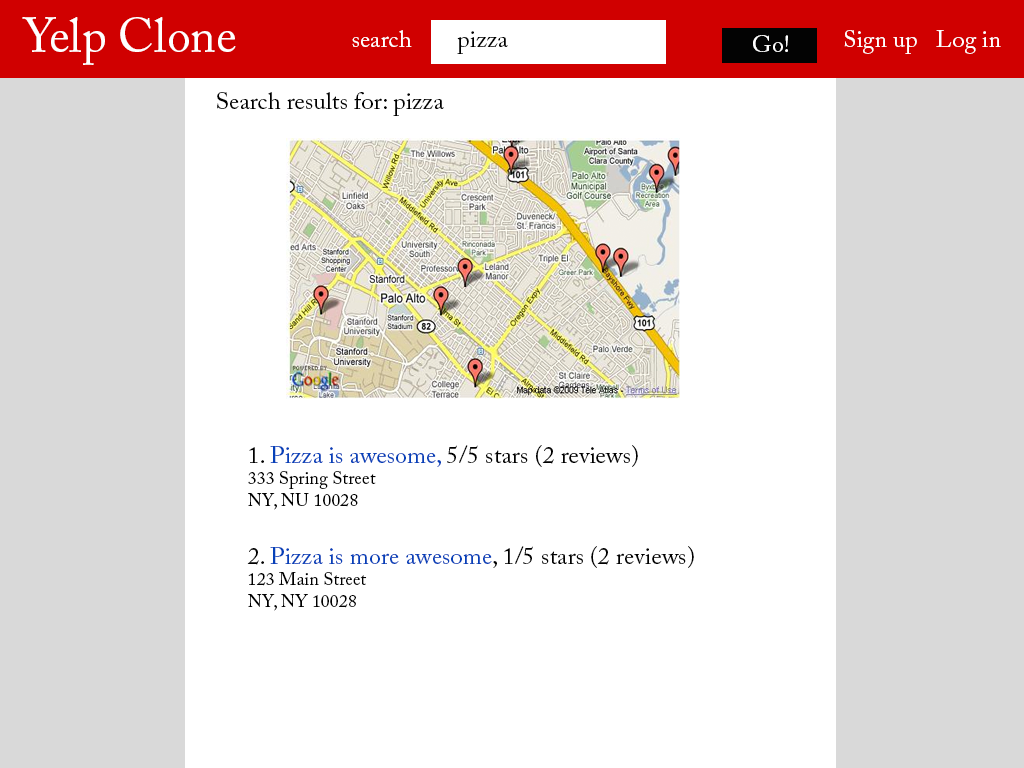 Yelp Clone
search
pizza
Go!
Sign up
Log in
Search results for: pizza
The Willows
Willow Rd
University Ave
Middlefield Rd
Linfield
Oaks
Crescent
Park
101
Palo Alto
Airport of Santa
Clara County
Palo Alto
Municipal
Golf Course
Recreation
Area
Duveneck/
St. Francis
University
South
Rinconada
Park
Triple El
Greer Park
Leland
Manor
Stanford
Shopping
Center
Stanford
Palo Alto
Stanford
University
Stanford
Stadium
82
Oregon Expy
Bayshore Fwy
101
Middlefield Rd
Palo Verde
Stanford
University
St Claire
Gardens
College
Terrace
POWERED BY
Google
Map data ©2009 Tele Atlas - Terms of Use
1. Pizza is awesome, 5/5 stars (2 reviews)
333 Spring Street
NY, NU 10028
2. Pizza is more awesome, 1/5 stars (2 reviews)
123 Main Street
NY, NY 10028